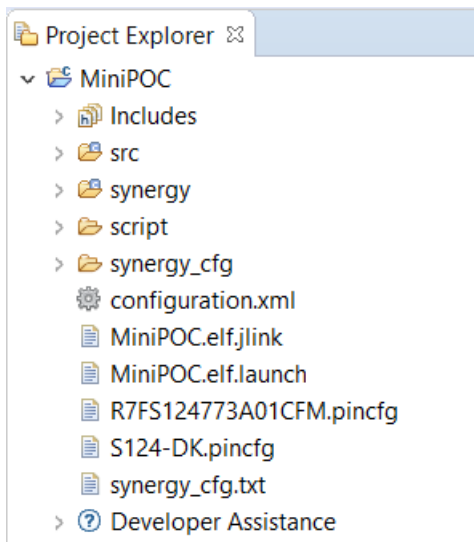 Project Explorer
MiniPOC
Includes
src
synergy
script
synergy_cfg
configuration.xml
MiniPOC.elf.jlink
MiniPOC.elf.launch
R7FS124773A01CFM.pincfg
S124-DK.pincfg
synergy_cfg.txt
Developer Assistance